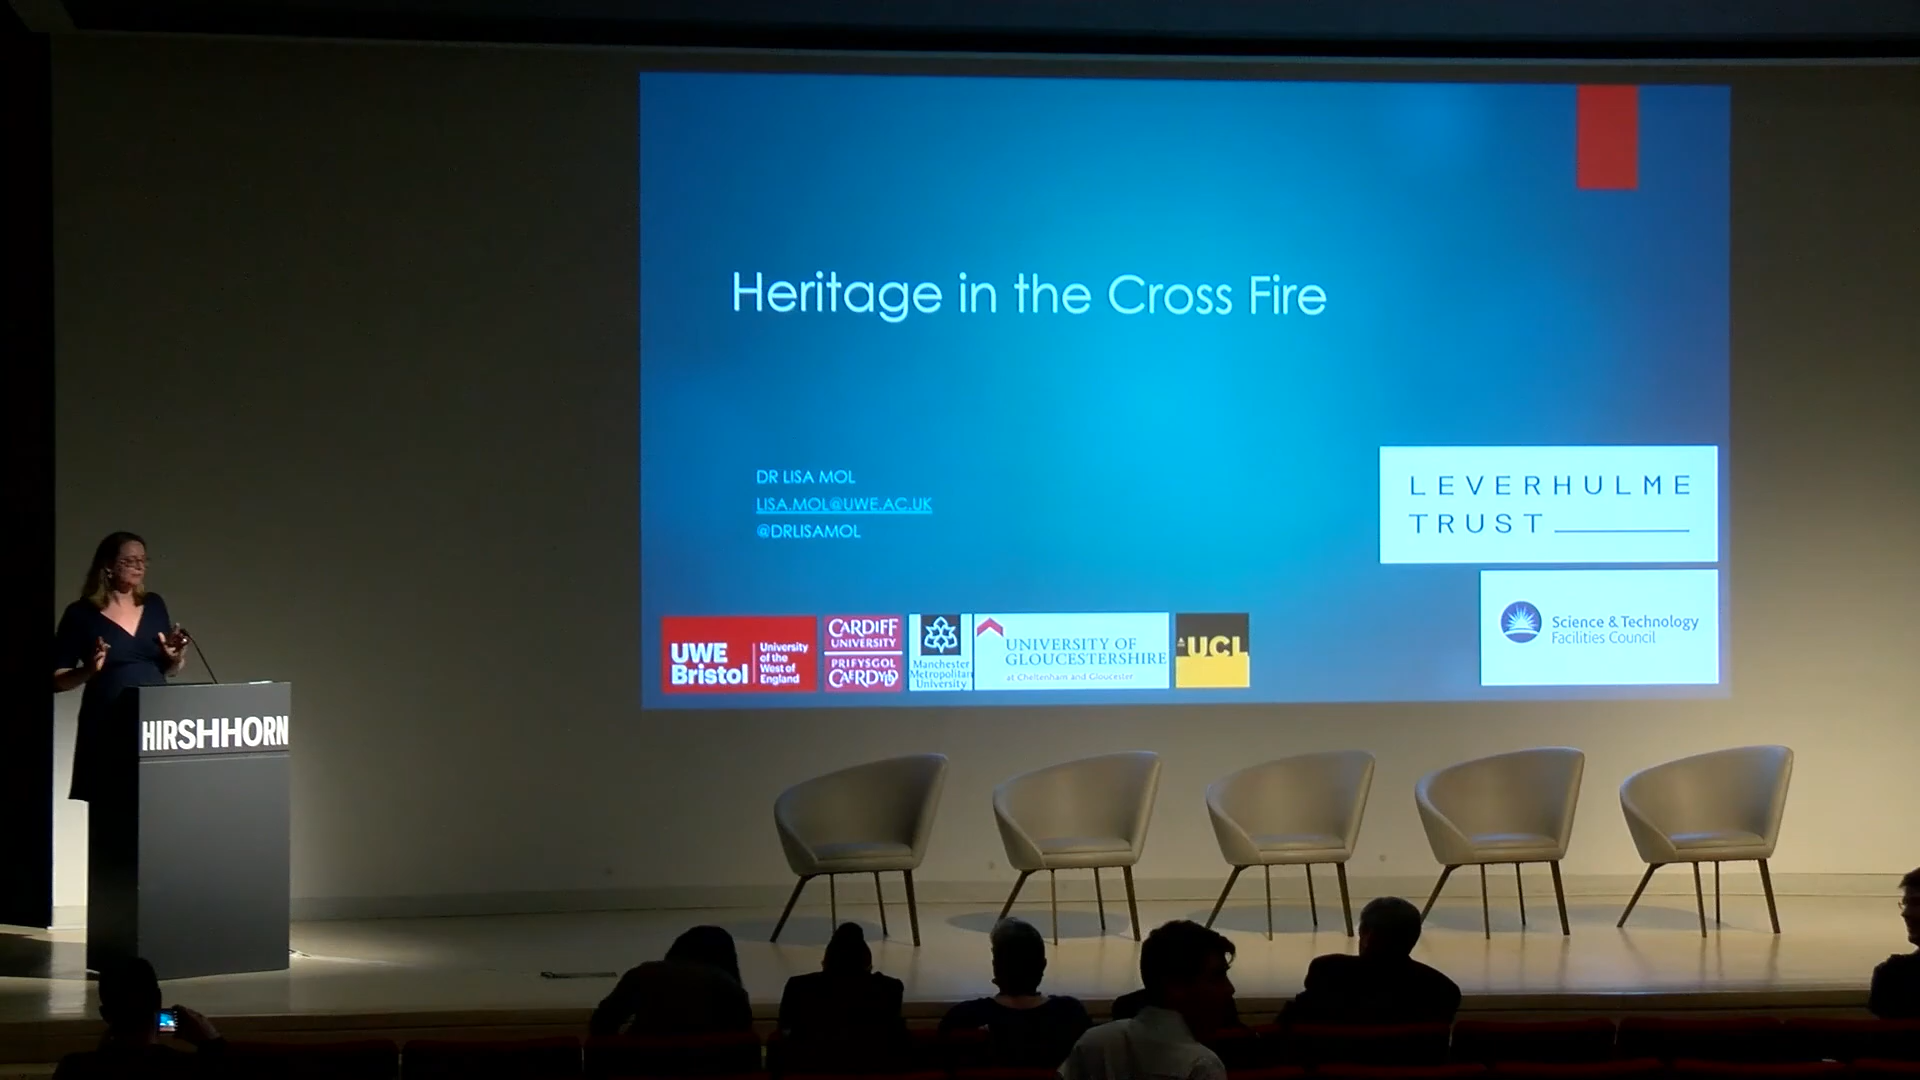 Heritage in the Cross Fire
DR LISA MOL
LISA.MOL@UWE.AC.UK
@DRLISAMOL
LEVERHULME
TRUST
Science & Technology
Facilities Council
UWE
Bristol
University
of the
West of
England
CARDIFF
UNIVERSITY
PRIFYSGOL
CAERDYDD
Manchester
Metropolitan
University
UNIVERSITY OF
GLOUCESTERSHIRE
at Cheltenham and Gloucester
UCL
HIRSHHORN